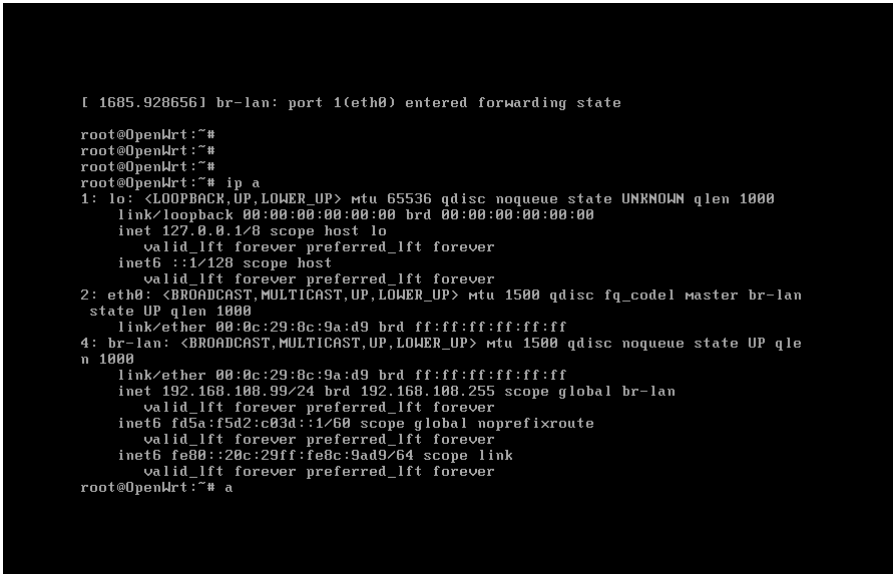 [ 1685.928656] br-lan: port 1(eth0) entered forwarding state
root@OpenWrt:~#
root@OpenWrt:~#
root@OpenWrt:~#
root@OpenWrt:~# ip a
1: lo: <LOOPBACK,UP,LOWER_UP> mtu 65536 qdisc noqueue state UNKNOWN qlen 1000
    link/loopback 00:00:00:00:00:00 brd 00:00:00:00:00:00
    inet 127.0.0.1/8 scope host lo
       valid_lft forever preferred_lft forever
    inet6 ::1/128 scope host
       valid_lft forever preferred_lft forever
2: eth0: <BROADCAST,MULTICAST,UP,LOWER_UP> mtu 1500 qdisc fq_codel master br-lan
 state UP qlen 1000
    link/ether 00:0c:29:8c:9a:d9 brd ff:ff:ff:ff:ff:ff
4: br-lan: <BROADCAST,MULTICAST,UP,LOWER_UP> mtu 1500 qdisc noqueue state UP qle
n 1000
    link/ether 00:0c:29:8c:9a:d9 brd ff:ff:ff:ff:ff:ff
    inet 192.168.108.99/24 brd 192.168.108.255 scope global br-lan
       valid_lft forever preferred_lft forever
    inet6 fd5a:f5d2:c03d::1/60 scope global noprefixroute
       valid_lft forever preferred_lft forever
    inet6 fe80::20c:29ff:fe8c:9ad9/64 scope link
       valid_lft forever preferred_lft forever
root@OpenWrt:~# a